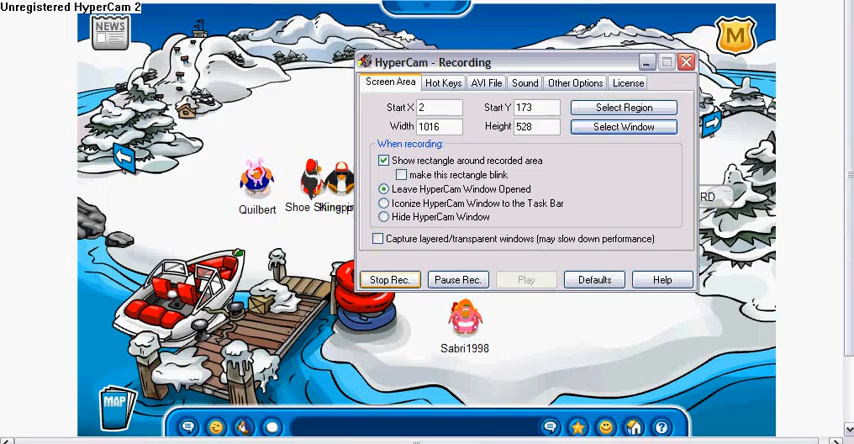 Unregistered HyperCam 2
NEWS
M
HyperCam - Recording
Screen Area Hot Keys AVI File Sound Other Options License
Start X 2 Start Y 173 Select Region
Width 1016 Height 528 Select Window
When recording:
Show rectangle around recorded area
make this rectangle blink
Leave HyperCam Window Opened
Iconize HyperCam Window to the Task Bar
Hide HyperCam Window
Capture layered/transparent windows (may slow down performance)
Stop Rec. Pause Rec. Play Defaults Help
Quilbert
RD
Sabri1998
MAP
?